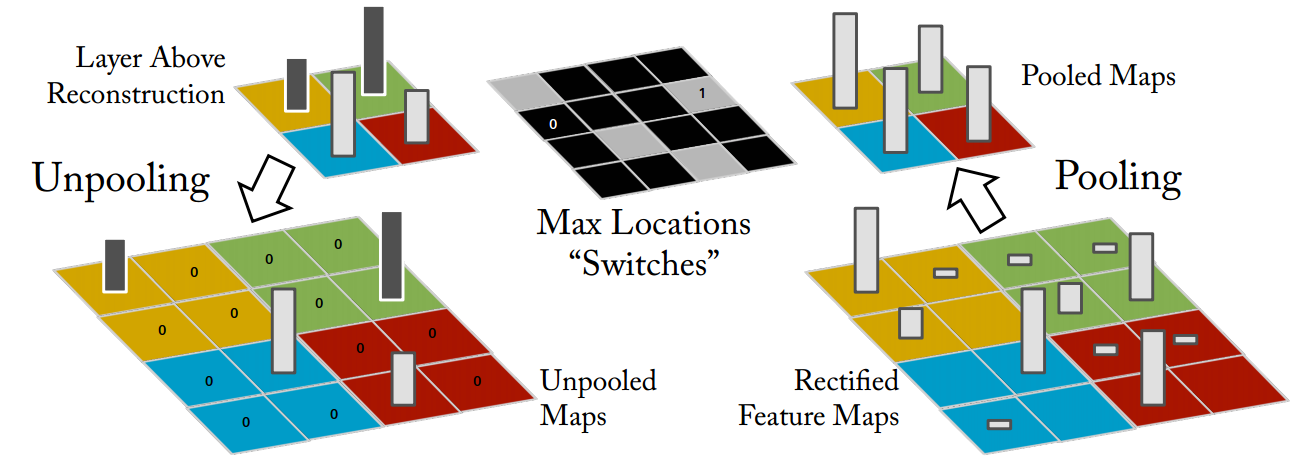 Layer Above
Reconstruction
Unpooling
0
0
0
0
0
0
0
0
0
0
0
0
Unpooled
Maps
1
0
Max Locations
“Switches”
Pooled Maps
Pooling
Rectified
Feature Maps